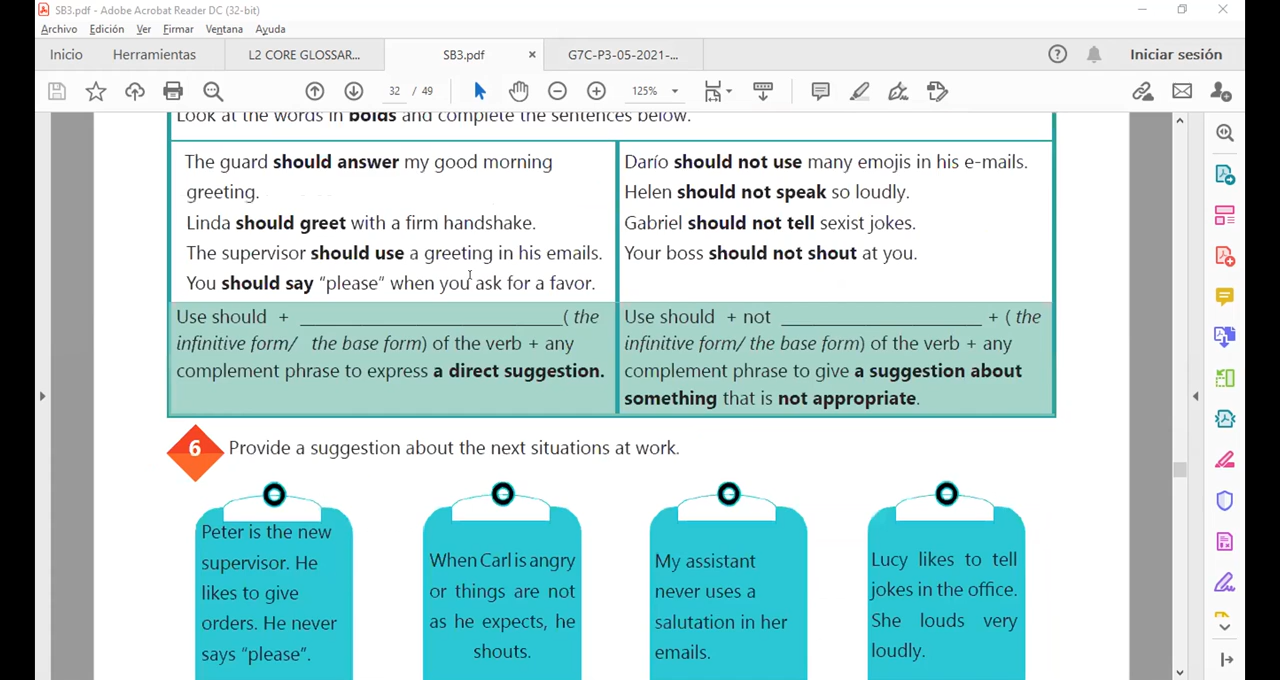 SB3.pdf - Adobe Acrobat Reader DC (32-bit)
Archivo Edición Ver Firmar Ventana Ayuda
Inicio Herramientas L2 CORE GLOSSAR... SB3.pdf × G7C-P3-05-2021-... Iniciar sesión
32 / 49 125%
Look at the words in bolds and complete the sentences below.
The guard should answer my good morning
greeting.
Linda should greet with a firm handshake.
The supervisor should use a greeting in his emails.
You should say “please” when you ask for a favor.
Darío should not use many emojis in his e-mails.
Helen should not speak so loudly.
Gabriel should not tell sexist jokes.
Your boss should not shout at you.
Use should + ____________________________( the
infinitive form/ the base form) of the verb + any
complement phrase to express a direct suggestion.
Use should + not _____________________ + ( the
infinitive form/ the base form) of the verb + any
complement phrase to give a suggestion about
something that is not appropriate.
6 Provide a suggestion about the next situations at work.
Peter is the new
supervisor. He
likes to give
orders. He never
says “please”.
When Carl is angry
or things are not
as he expects, he
shouts.
My assistant
never uses a
salutation in her
emails.
Lucy likes to tell
jokes in the office.
She louds very
loudly.